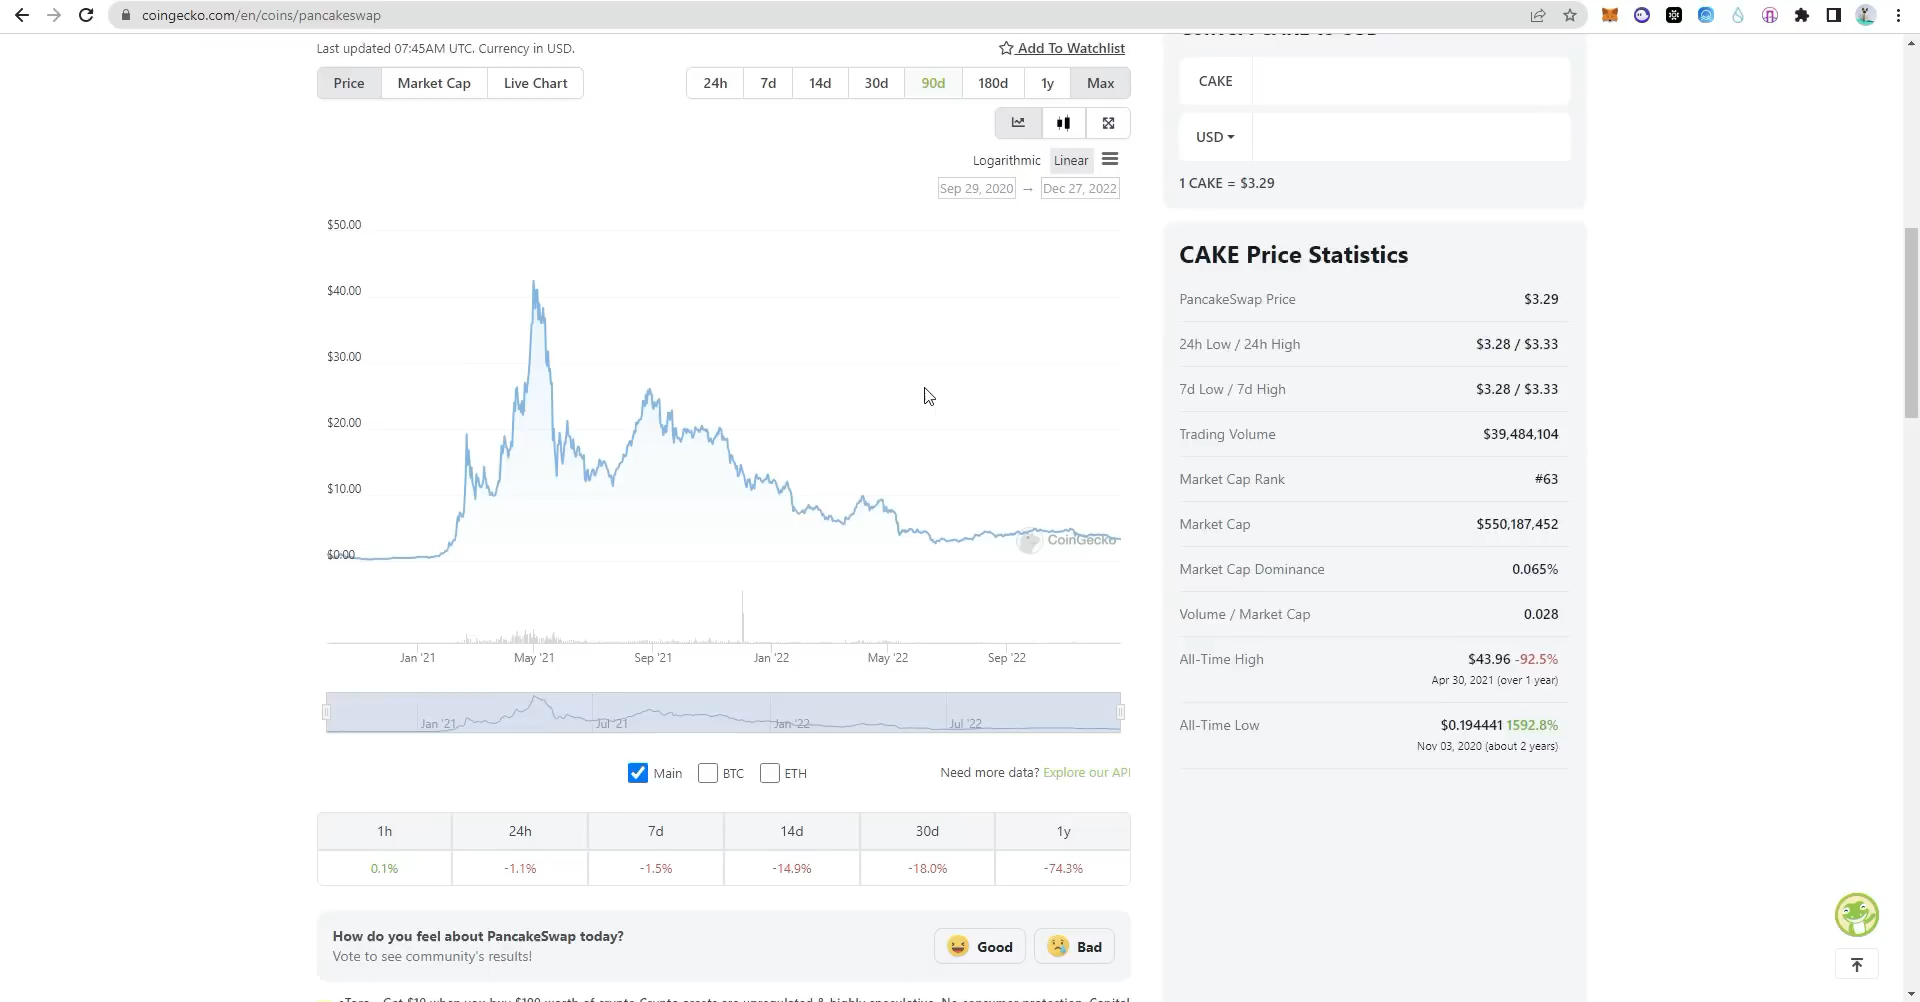 coingecko.com/en/coins/pancakeswap
Last updated 07:45AM UTC. Currency in USD.
Add To Watchlist
Price Market Cap Live Chart
24h 7d 14d 30d 90d 180d 1y Max
Logarithmic Linear
Sep 29, 2020 → Dec 27, 2022
$50.00
$40.00
$30.00
$20.00
$10.00
$0.00
CoinGecko
Jan '21 May '21 Sep '21 Jan '22 May '22 Sep '22
Jan '21 Jul '21 Jan '22 Jul '22
Main BTC ETH
Need more data? Explore our API
1h 24h 7d 14d 30d 1y
0.1% -1.1% -1.5% -14.9% -18.0% -74.3%
How do you feel about PancakeSwap today?
Vote to see community's results!
Good Bad
CAKE
USD
1 CAKE = $3.29
CAKE Price Statistics
PancakeSwap Price $3.29
24h Low / 24h High $3.28 / $3.33
7d Low / 7d High $3.28 / $3.33
Trading Volume $39,484,104
Market Cap Rank #63
Market Cap $550,187,452
Market Cap Dominance 0.065%
Volume / Market Cap 0.028
All-Time High $43.96 -92.5%
Apr 30, 2021 (over 1 year)
All-Time Low $0.194441 1592.8%
Nov 03, 2020 (about 2 years)